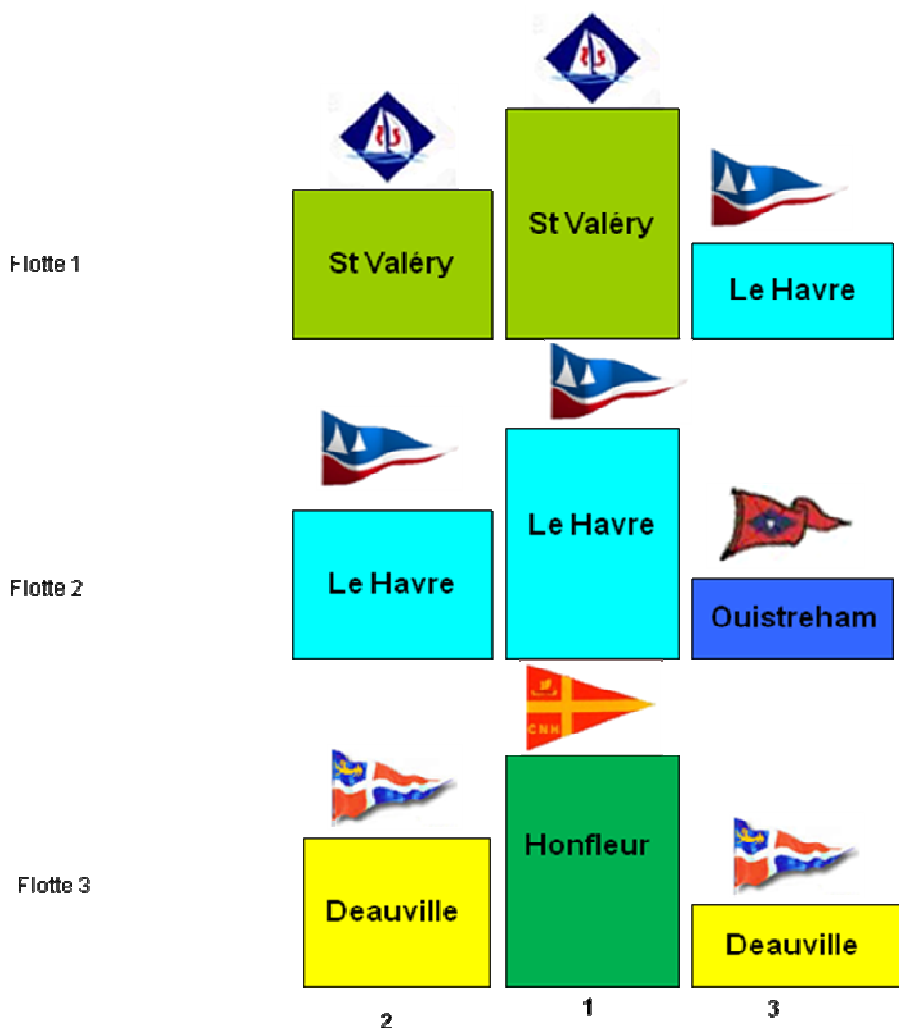 St Valéry
St Valéry
Flotte 1
Le Havre
Le Havre
Le Havre
Flotte 2
Ouistreham
CNH
Honfleur
Flotte 3
Deauville
Deauville
2
1
3